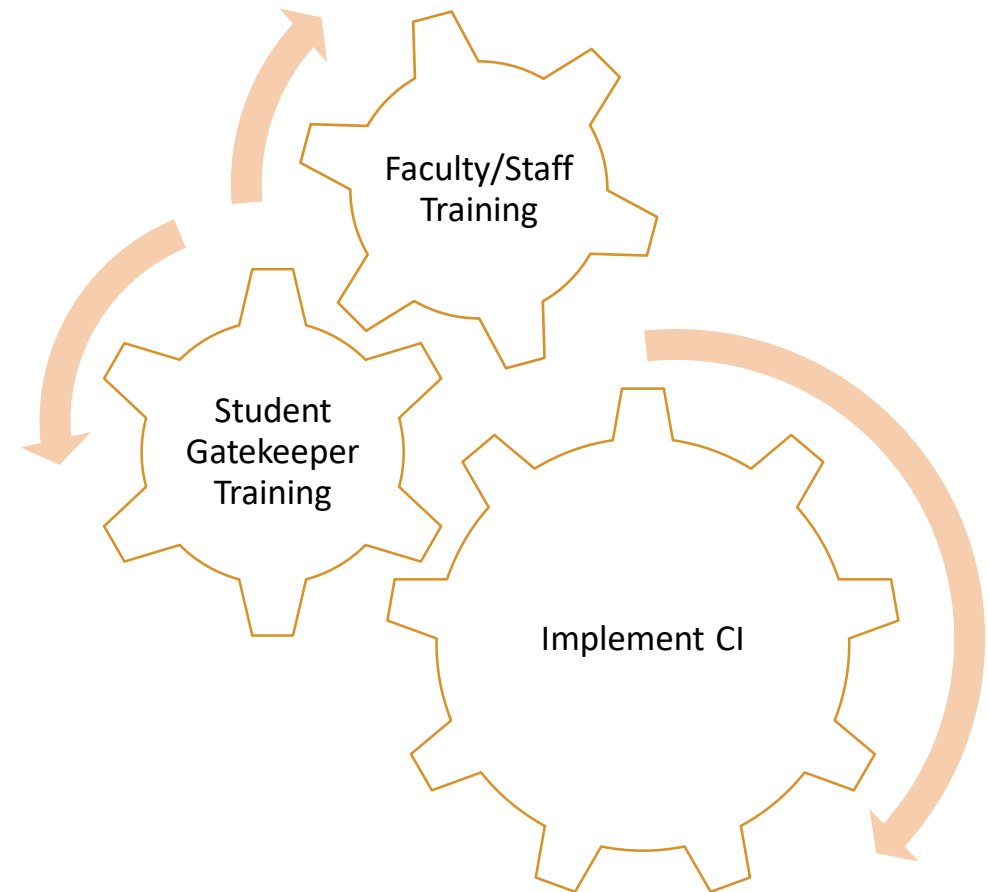 Faculty/Staff
Training
Student
Gatekeeper
Training
Implement CI